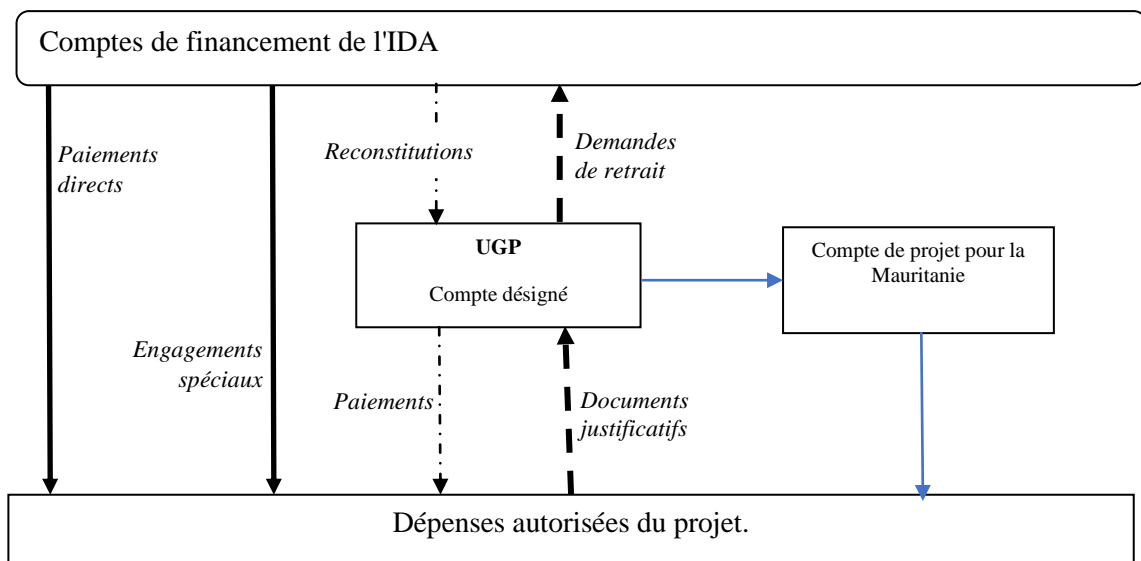 Comptes de financement de l'IDA
Paiements
directs
Reconstitutions
Demandes
de retrait
UGP
Compte désigné
Compte de projet pour la
Mauritanie
Engagements
spéciaux
Paiements
Documents
justificatifs
Dépenses autorisées du projet.